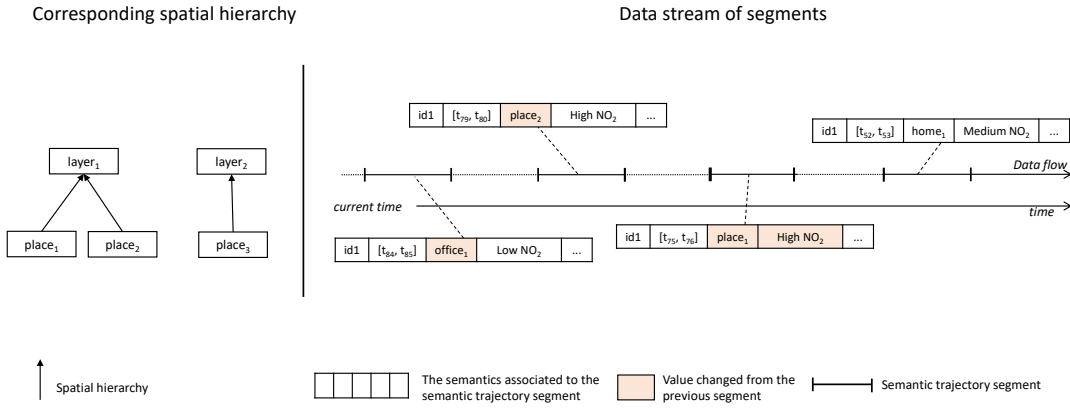 Corresponding spatial hierarchy
Data stream of segments
id1 [t79, t80] place2 High NO2 ...
id1 [t52, t53] home1 Medium NO2 ...
layer1 layer2
Data flow
current time
time
place1 place2 place3
id1 [t75, t76] place1 High NO2 ...
id1 [t84, t85] office1 Low NO2 ...
Spatial hierarchy
The semantics associated to the
semantic trajectory segment
Value changed from the
previous segment
Semantic trajectory segment